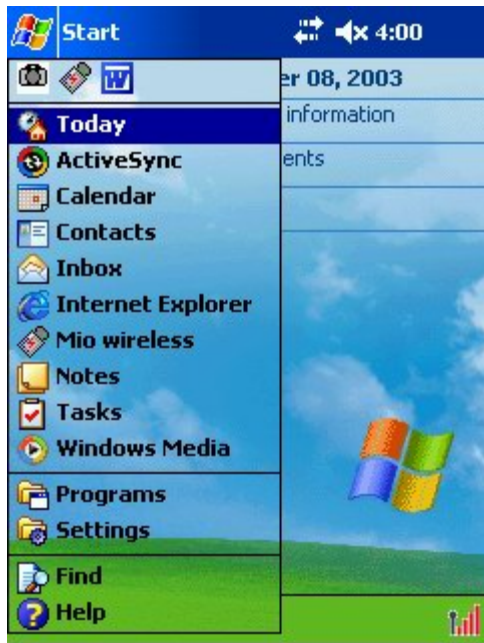 Start 4:00
er 08, 2003
Today
information
ActiveSync
ents
Calendar
Contacts
Inbox
Internet Explorer
Mio wireless
Notes
Tasks
Windows Media
Programs
Settings
Find
Help